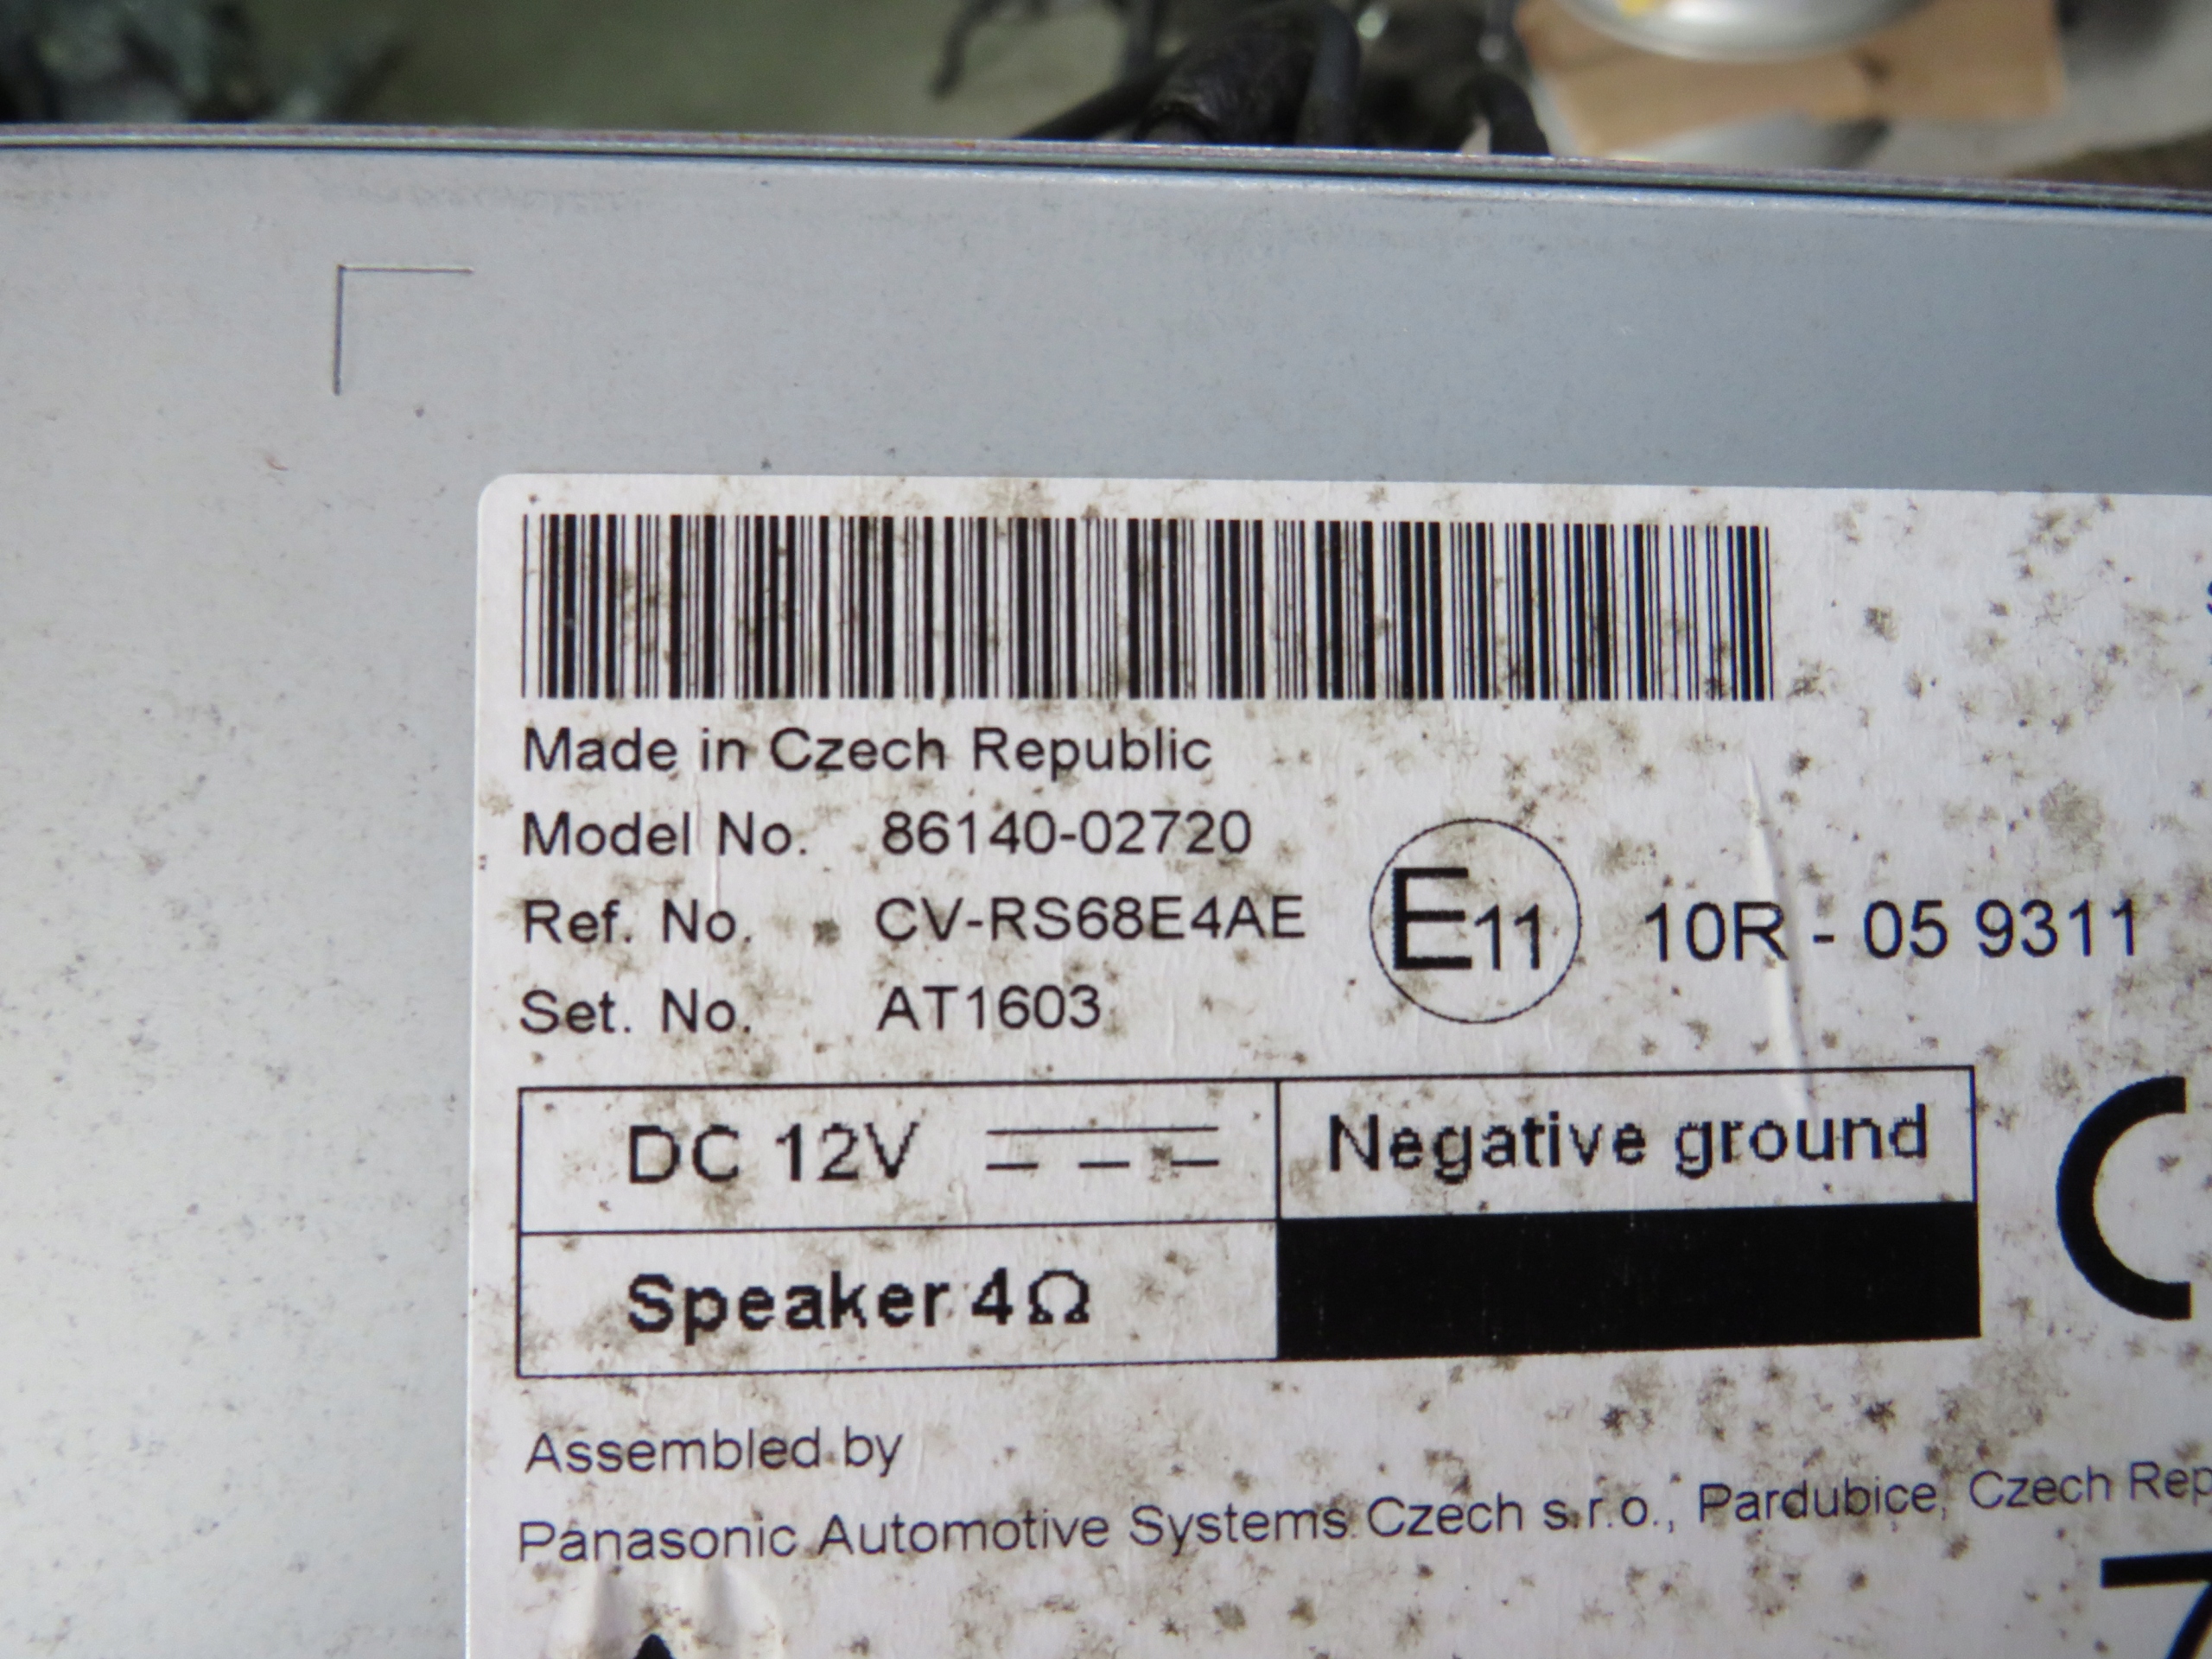 Made in Czech Republic
Model No. 86140-02720
Ref. No. CV-RS68E4AE
E11 10R - 05 9311
Set. No. AT1603
DC 12V
Negative ground
Speaker 4Ω
Assembled by
Panasonic Automotive Systems Czech s.r.o., Pardubice, Czech Rep